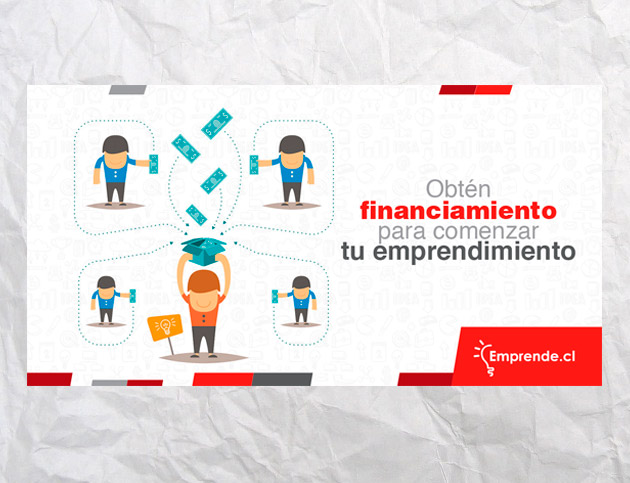 Obtén
financiamiento
para comenzar
tu emprendimiento
Emprende.cl